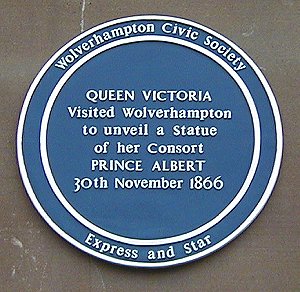 Wolverhampton Civic Society
QUEEN VICTORIA
Visited Wolverhampton
to unveil a Statue
of her Consort
PRINCE ALBERT
30th November 1866
Express and Star